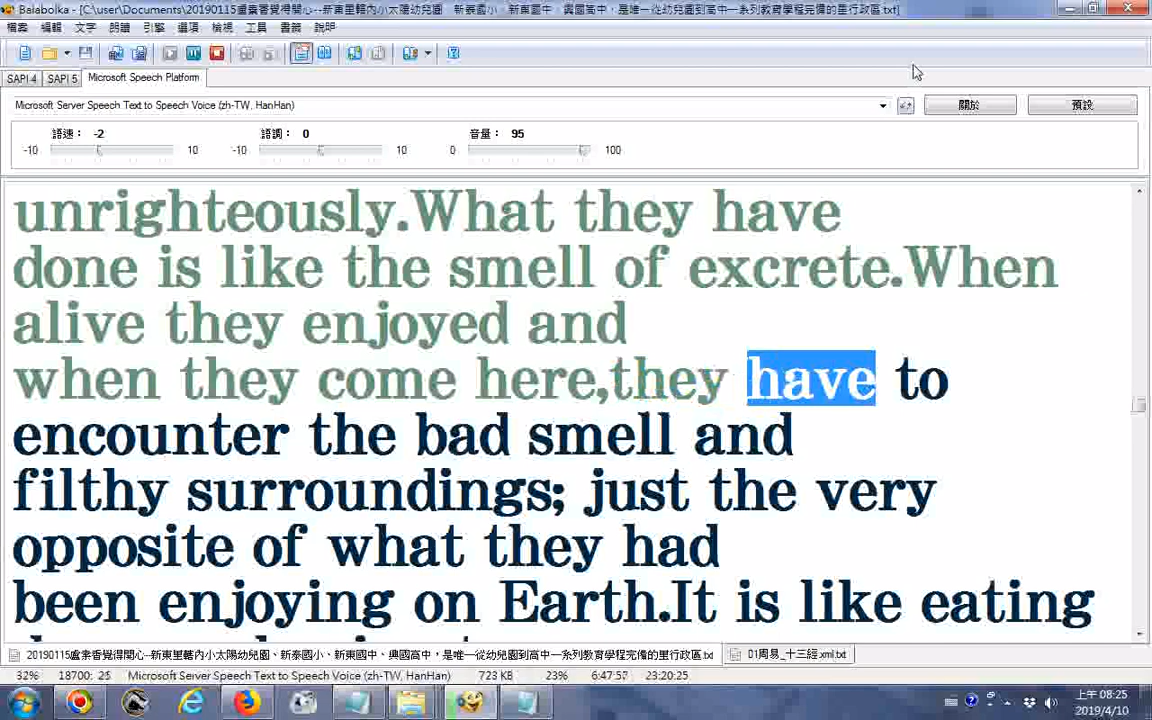 Balabolka - [C:\user\Documents\20190115盧素香覺得開心--新東里轄內小太陽幼兒園、新泰國小、新東國中、興國高中，是唯一從幼兒園到高中一系列教育學程完備的里行政區.txt]
檔案 編輯 文字 朗讀 引擎 選項 檢視 工具 書籤 說明
SAPI 4 SAPI 5 Microsoft Speech Platform
Microsoft Server Speech Text to Speech Voice (zh-TW, HanHan) 關於 預設
語速： -2 語調： 0 音量： 95
-10 10 -10 10 0 100
unrighteously.What they have
done is like the smell of excrete.When
alive they enjoyed and
when they come here,they have to
encounter the bad smell and
filthy surroundings; just the very
opposite of what they had
been enjoying on Earth.It is like eating
20190115盧素香覺得開心--新東里轄內小太陽幼兒園、新泰國小、新東國中、興國高中，是唯一從幼兒園到高中一系列教育學程完備的里行政區.txt 01周易_十三經.xml.txt
32% 18700: 25 Microsoft Server Speech Text to Speech Voice (zh-TW, HanHan) 723 KB 23% 6:47:57 23:20:25
上午 08:25
2019/4/10